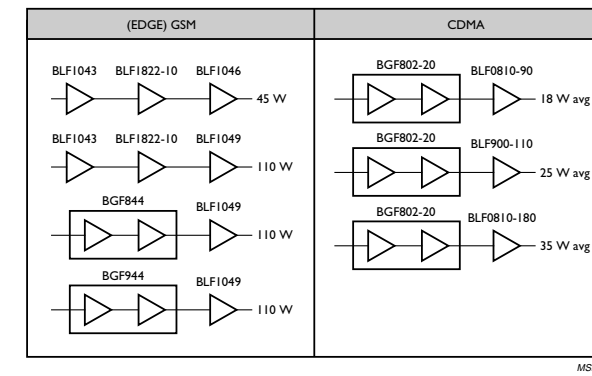 (EDGE) GSM
BLF1043 BLF1822-10 BLF1046
45 W
BLF1043 BLF1822-10 BLF1049
110 W
BGF844 BLF1049
110 W
BGF944 BLF1049
110 W
CDMA
BGF802-20 BLF0810-90
18 W avg
BGF802-20 BLF900-110
25 W avg
BGF802-20 BLF0810-180
35 W avg